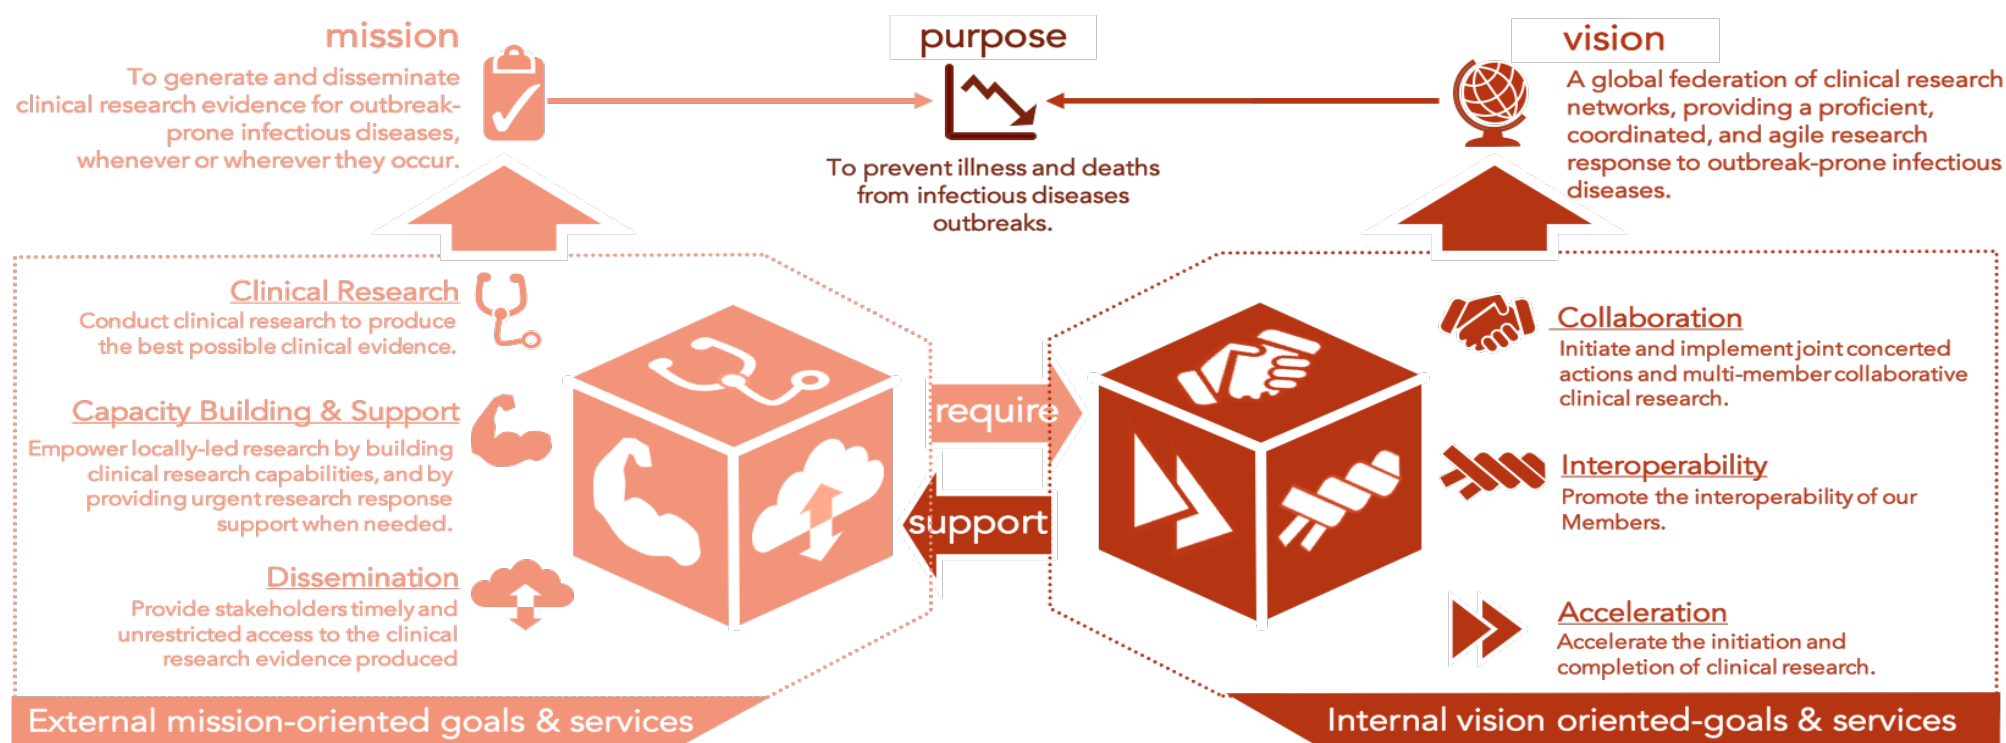 mission
To generate and disseminate
clinical research evidence for outbreak-
prone infectious diseases,
whenever or wherever they occur.
purpose
To prevent illness and deaths
from infectious diseases
outbreaks.
vision
A global federation of clinical research
networks, providing a proficient,
coordinated, and agile research
response to outbreak-prone infectious
diseases.
Clinical Research
Conduct clinical research to produce
the best possible clinical evidence.
Capacity Building & Support
Empower locally-led research by building
clinical research capabilities, and by
providing urgent research response
support when needed.
Dissemination
Provide stakeholders timely and
unrestricted access to the clinical
research evidence produced
External mission-oriented goals & services
require
support
Collaboration
Initiate and implement joint concerted
actions and multi-member collaborative
clinical research.
Interoperability
Promote the interoperability of our
Members.
Acceleration
Accelerate the initiation and
completion of clinical research.
Internal vision oriented-goals & services